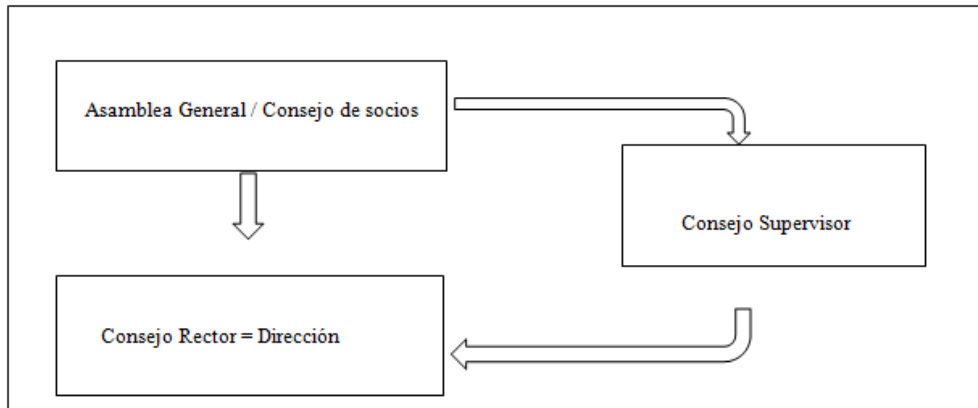 Asamblea General / Consejo de socios
Consejo Supervisor
Consejo Rector = Dirección